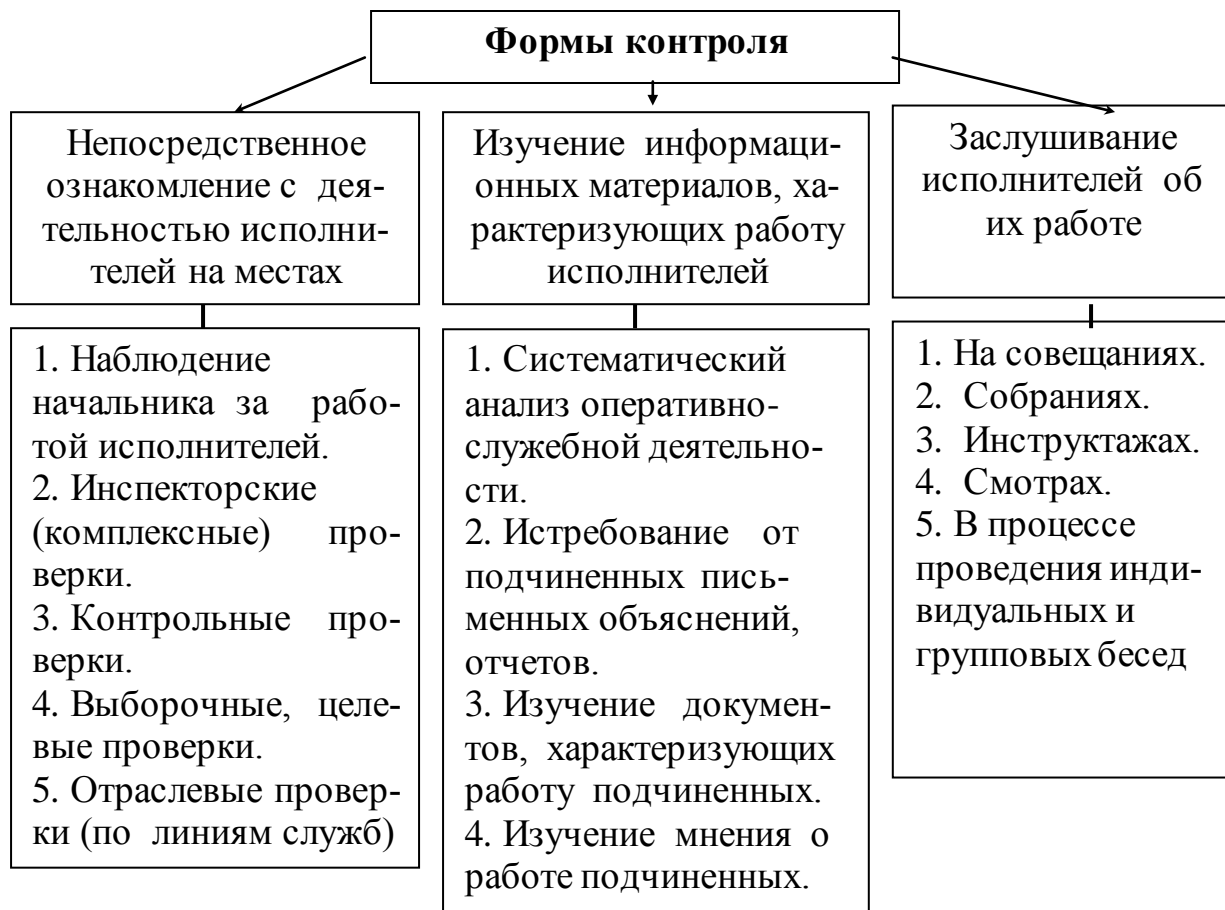 Формы контроля
Непосредственное
ознакомление с дея-
тельностью исполни-
телей на местах
Изучение информаци-
онных материалов, ха-
рактеризующих работу
исполнителей
Заслушивание
исполнителей об
их работе
1. Наблюдение
начальника за рабо-
той исполнителей.
2. Инспекторские
(комплексные) про-
верки.
3. Контрольные про-
верки.
4. Выборочные, целе-
вые проверки.
5. Отраслевые провер-
ки (по линиям служб)
1. Систематический
анализ оперативно-
служебной деятельно-
сти.
2. Истребование от
подчиненных пись-
менных объяснений,
отчетов.
3. Изучение докумен-
тов, характеризующих
работу подчиненных.
4. Изучение мнения о
работе подчиненных.
1. На совещаниях.
2. Собраниях.
3. Инструктажах.
4. Смотрах.
5. В процессе
проведения инди-
видуальных и
групповых бесед